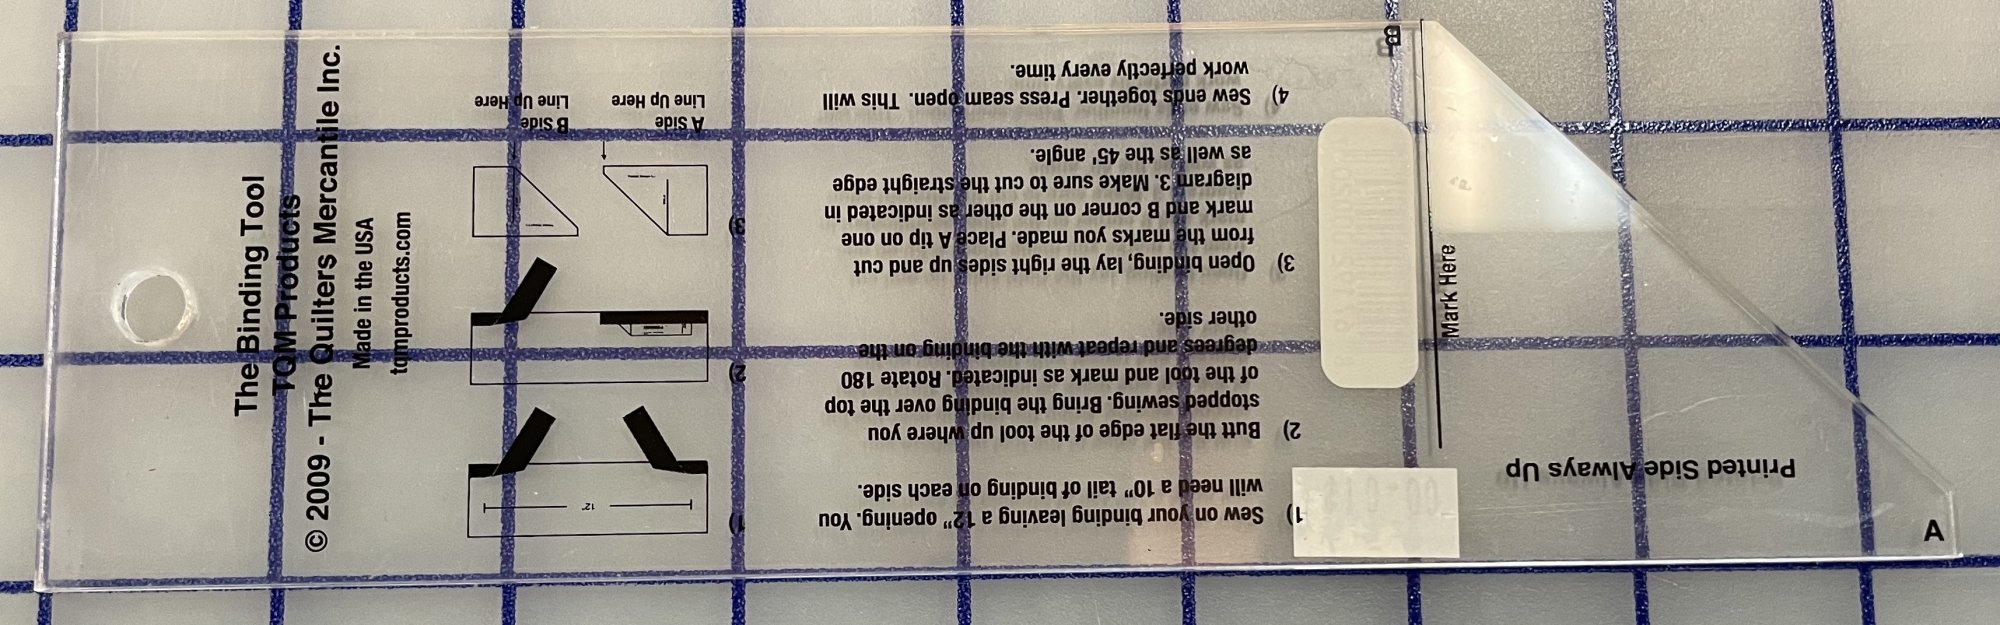 The Binding Tool
TQM Products
© 2009 - The Quilters Mercantile Inc.
Made in the USA
tqmproducts.com
1) Sew on your binding leaving a 12" opening. You
will need a 10" tail of binding on each side.
2) Butt the flat edge of the tool up where you
stopped sewing. Bring the binding over the top
of the tool and mark as indicated. Rotate 180
degrees and repeat with the binding on the
other side.
3) Open binding, lay the right sides up and cut
from the marks you made. Place A tip on one
mark and B corner on the other as indicated in
diagram 3. Make sure to cut the straight edge
as well as the 45' angle.
4) Sew ends together. Press seam open. This will
work perfectly every time.
1)
12"
2)
3)
A Side
Line Up Here
B Side
Line Up Here
Printed Side Always Up
Mark Here
A
B